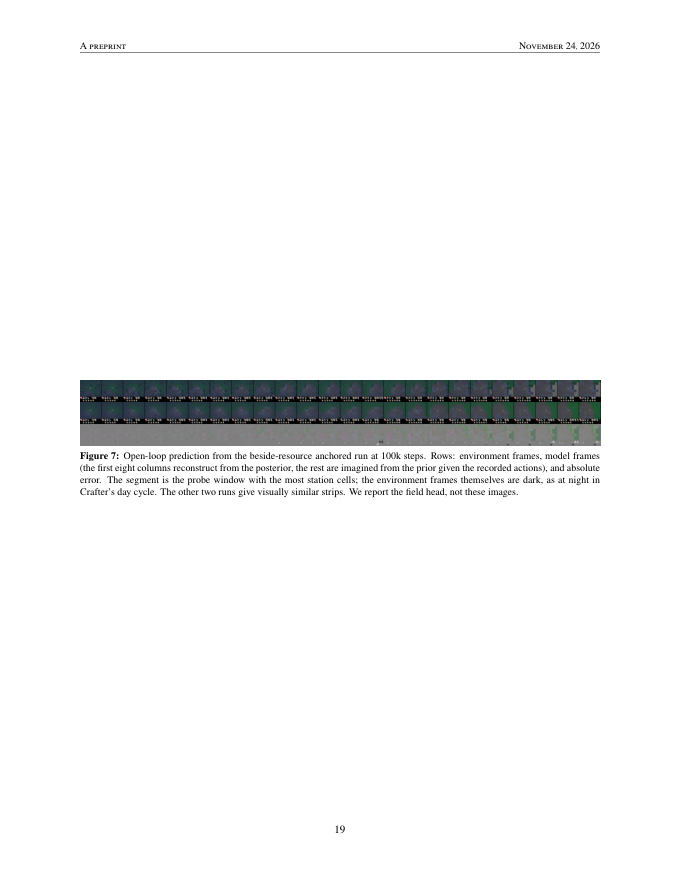 A PREPRINT
NOVEMBER 24, 2026
Figure 7: Open-loop prediction from the beside-resource anchored run at 100k steps. Rows: environment frames, model frames
(the first eight columns reconstruct from the posterior, the rest are imagined from the prior given the recorded actions), and absolute
error. The segment is the probe window with the most station cells; the environment frames themselves are dark, as at night in
Crafter's day cycle. The other two runs give visually similar strips. We report the field head, not these images.
19